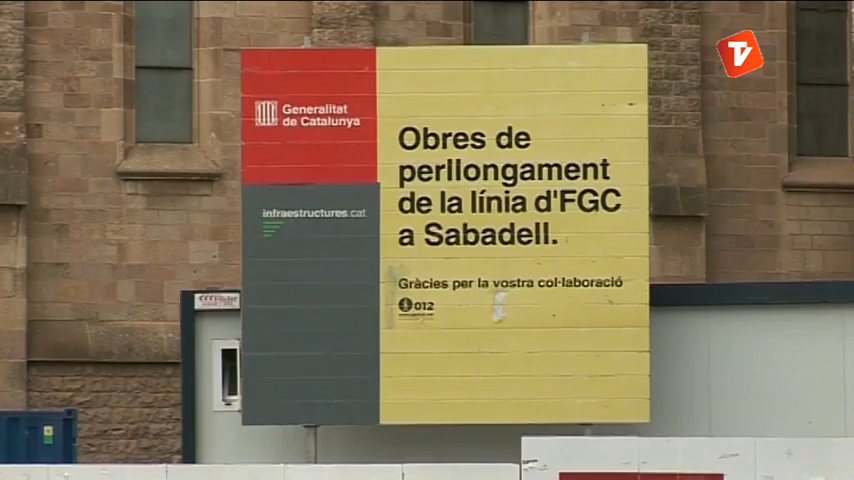 TV
Generalitat
de Catalunya
infraestructures.cat
Obres de
perllongament
de la línia d'FGC
a Sabadell.
Gràcies per la vostra col·laboració
012